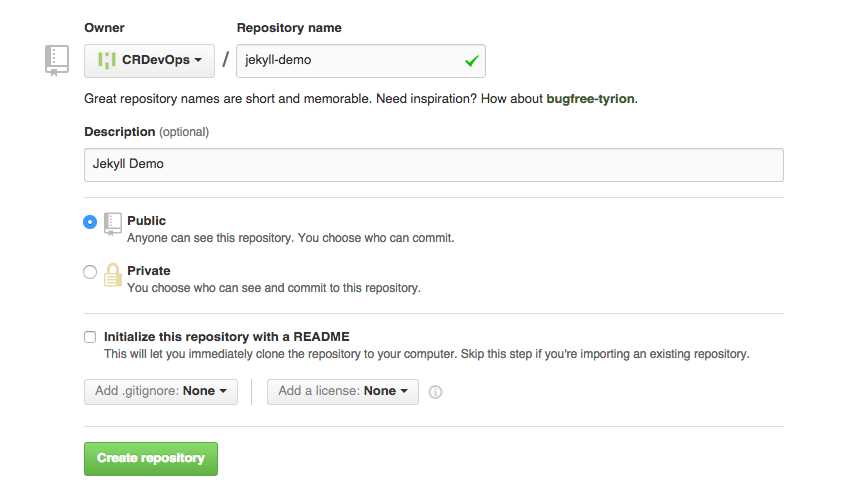 Owner Repository name
CRDevOps / jekyll-demo
Great repository names are short and memorable. Need inspiration? How about bugfree-tyrion.
Description (optional)
Jekyll Demo
Public
Anyone can see this repository. You choose who can commit.
Private
You choose who can see and commit to this repository.
Initialize this repository with a README
This will let you immediately clone the repository to your computer. Skip this step if you're importing an existing repository.
Add .gitignore: None Add a license: None
Create repository